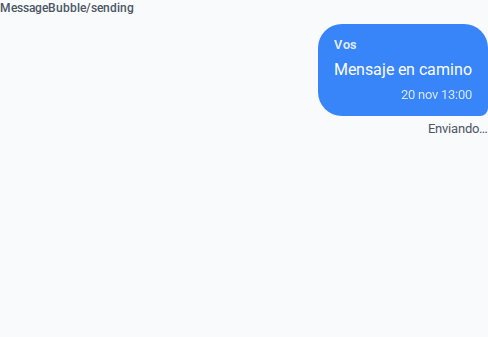 MessageBubble/sending
Vos
Mensaje en camino
20 nov 13:00
Enviando…